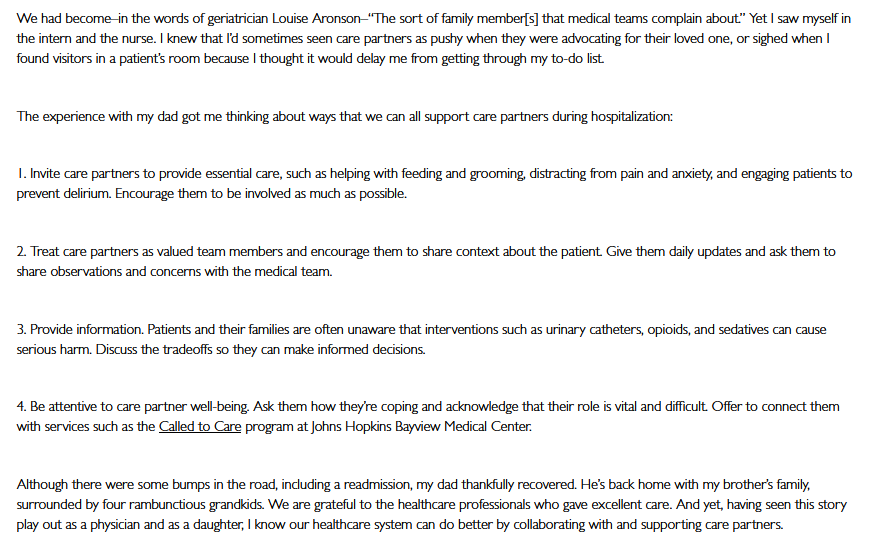 We had become–in the words of geriatrician Louise Aronson–“The sort of family member[s] that medical teams complain about.” Yet I saw myself in
the intern and the nurse. I knew that I’d sometimes seen care partners as pushy when they were advocating for their loved one, or sighed when I
found visitors in a patient’s room because I thought it would delay me from getting through my to-do list.
The experience with my dad got me thinking about ways that we can all support care partners during hospitalization:
1. Invite care partners to provide essential care, such as helping with feeding and grooming, distracting from pain and anxiety, and engaging patients to
prevent delirium. Encourage them to be involved as much as possible.
2. Treat care partners as valued team members and encourage them to share context about the patient. Give them daily updates and ask them to
share observations and concerns with the medical team.
3. Provide information. Patients and their families are often unaware that interventions such as urinary catheters, opioids, and sedatives can cause
serious harm. Discuss the tradeoffs so they can make informed decisions.
4. Be attentive to care partner well-being. Ask them how they’re coping and acknowledge that their role is vital and difficult. Offer to connect them
with services such as the Called to Care program at Johns Hopkins Bayview Medical Center.
Although there were some bumps in the road, including a readmission, my dad thankfully recovered. He’s back home with my brother’s family,
surrounded by four rambunctious grandkids. We are grateful to the healthcare professionals who gave excellent care. And yet, having seen this story
play out as a physician and as a daughter, I know our healthcare system can do better by collaborating with and supporting care partners.